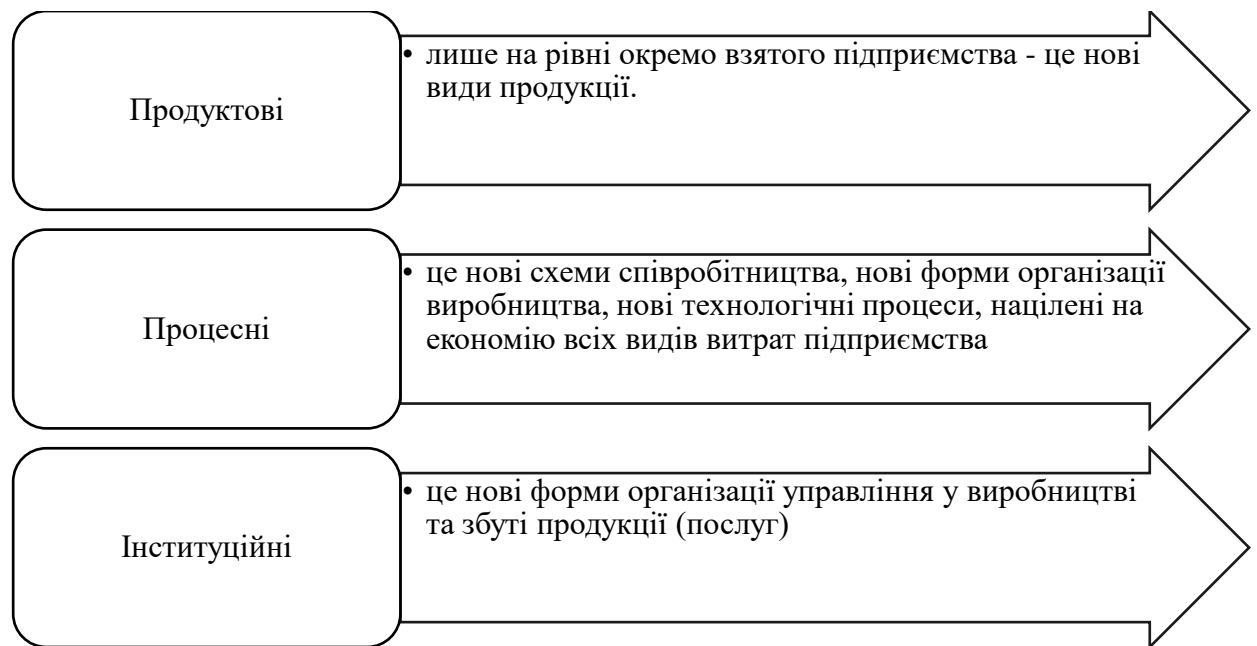 Продуктові
• лише на рівні окремо взятого підприємства - це нові
види продукції.
Процесні
• це нові схеми співробітництва, нові форми організації
виробництва, нові технологічні процеси, націлені на
економію всіх видів витрат підприємства
Інституційні
• це нові форми організації управління у виробництві
та збуті продукції (послуг)